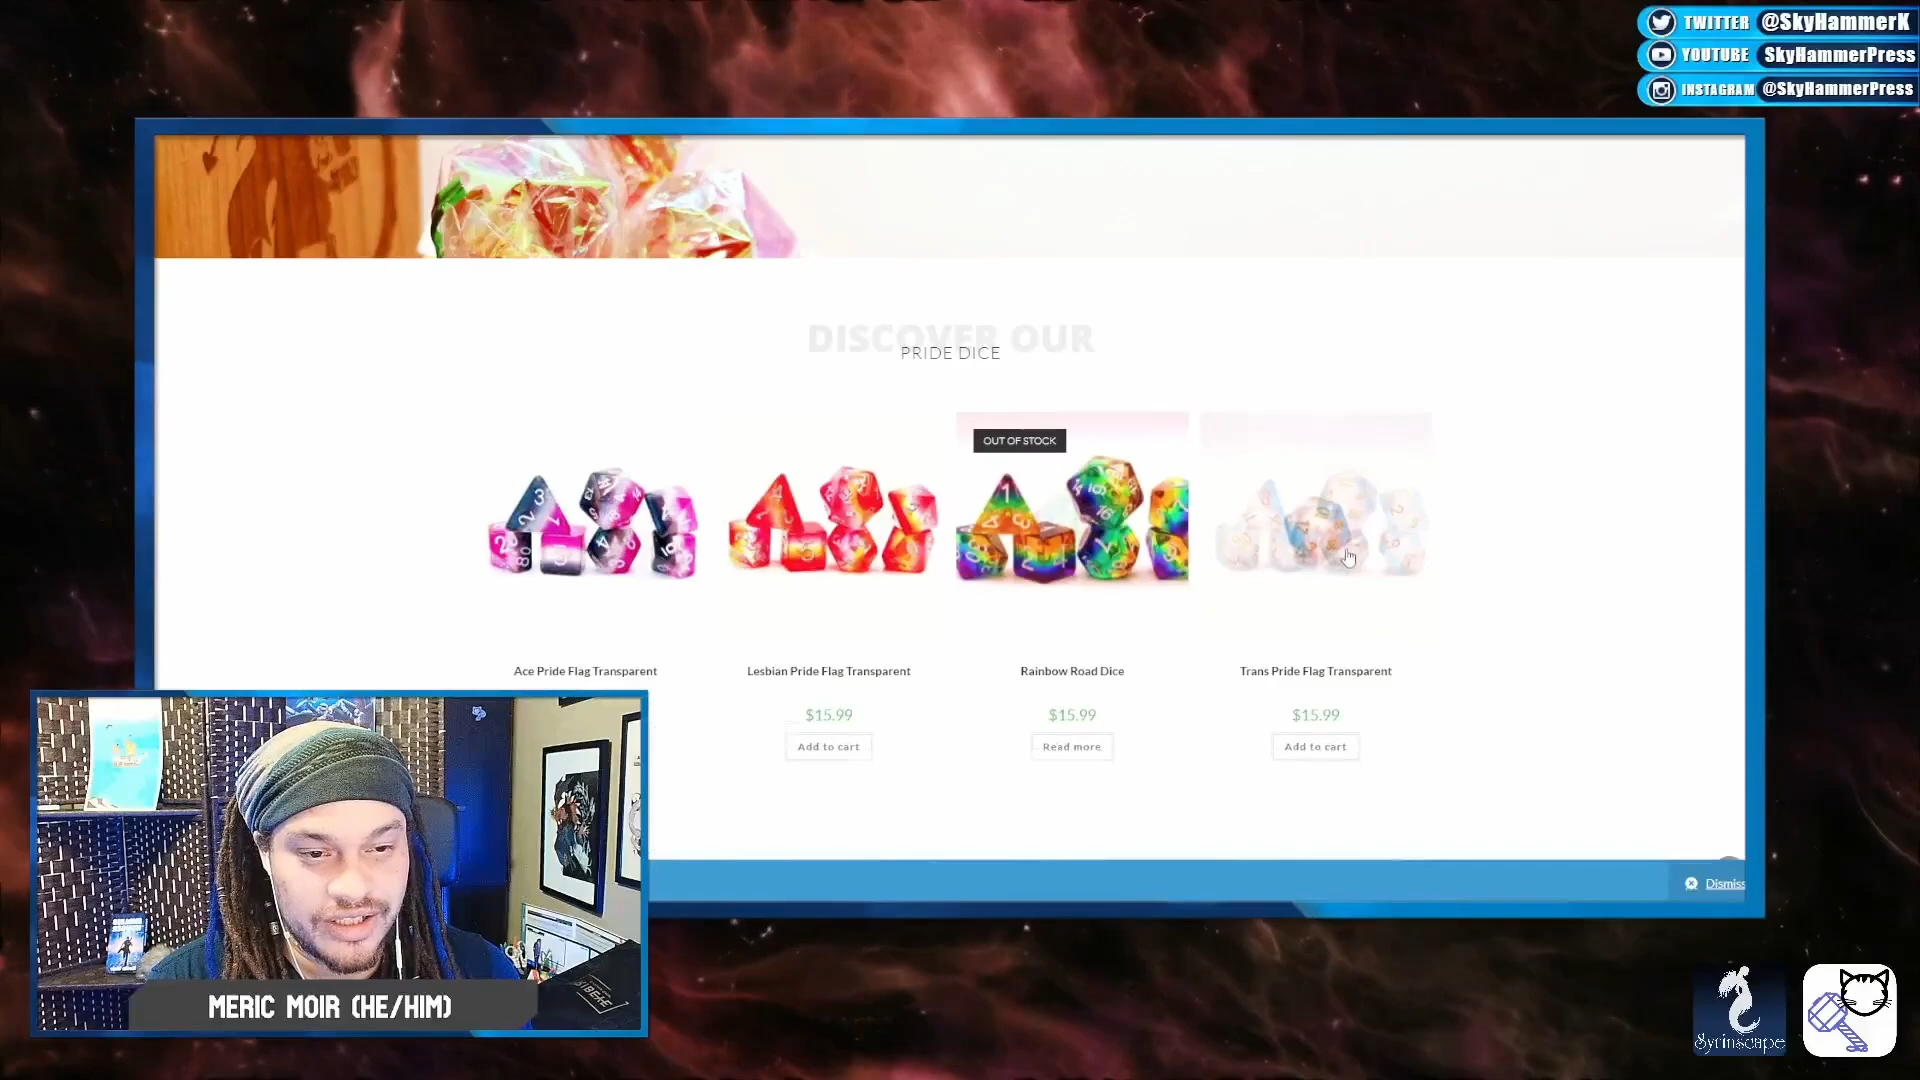 TWITTER @SkyHammerK
YOUTUBE SkyHammerPress
INSTAGRAM @SkyHammerPress
DISCOVER OUR
PRIDE DICE
OUT OF STOCK
Ace Pride Flag Transparent
Lesbian Pride Flag Transparent
Rainbow Road Dice
Trans Pride Flag Transparent
$15.99
$15.99
$15.99
Add to cart
Read more
Add to cart
Dismiss
MERIC MOIR (HE/HIM)
Syrinscape